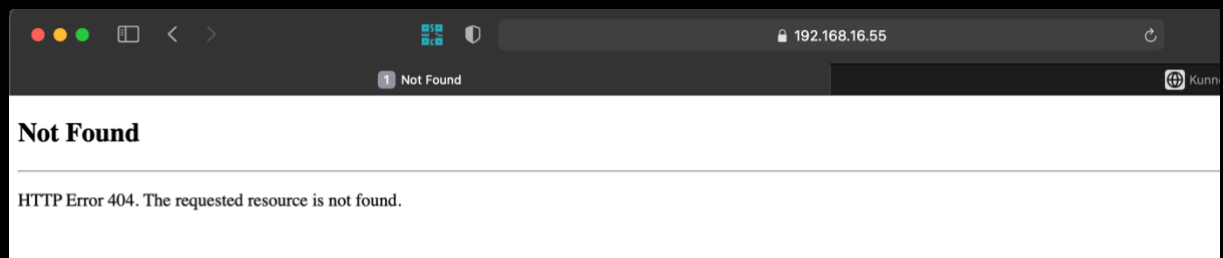 192.168.16.55
1 Not Found
Kunn
Not Found
HTTP Error 404. The requested resource is not found.